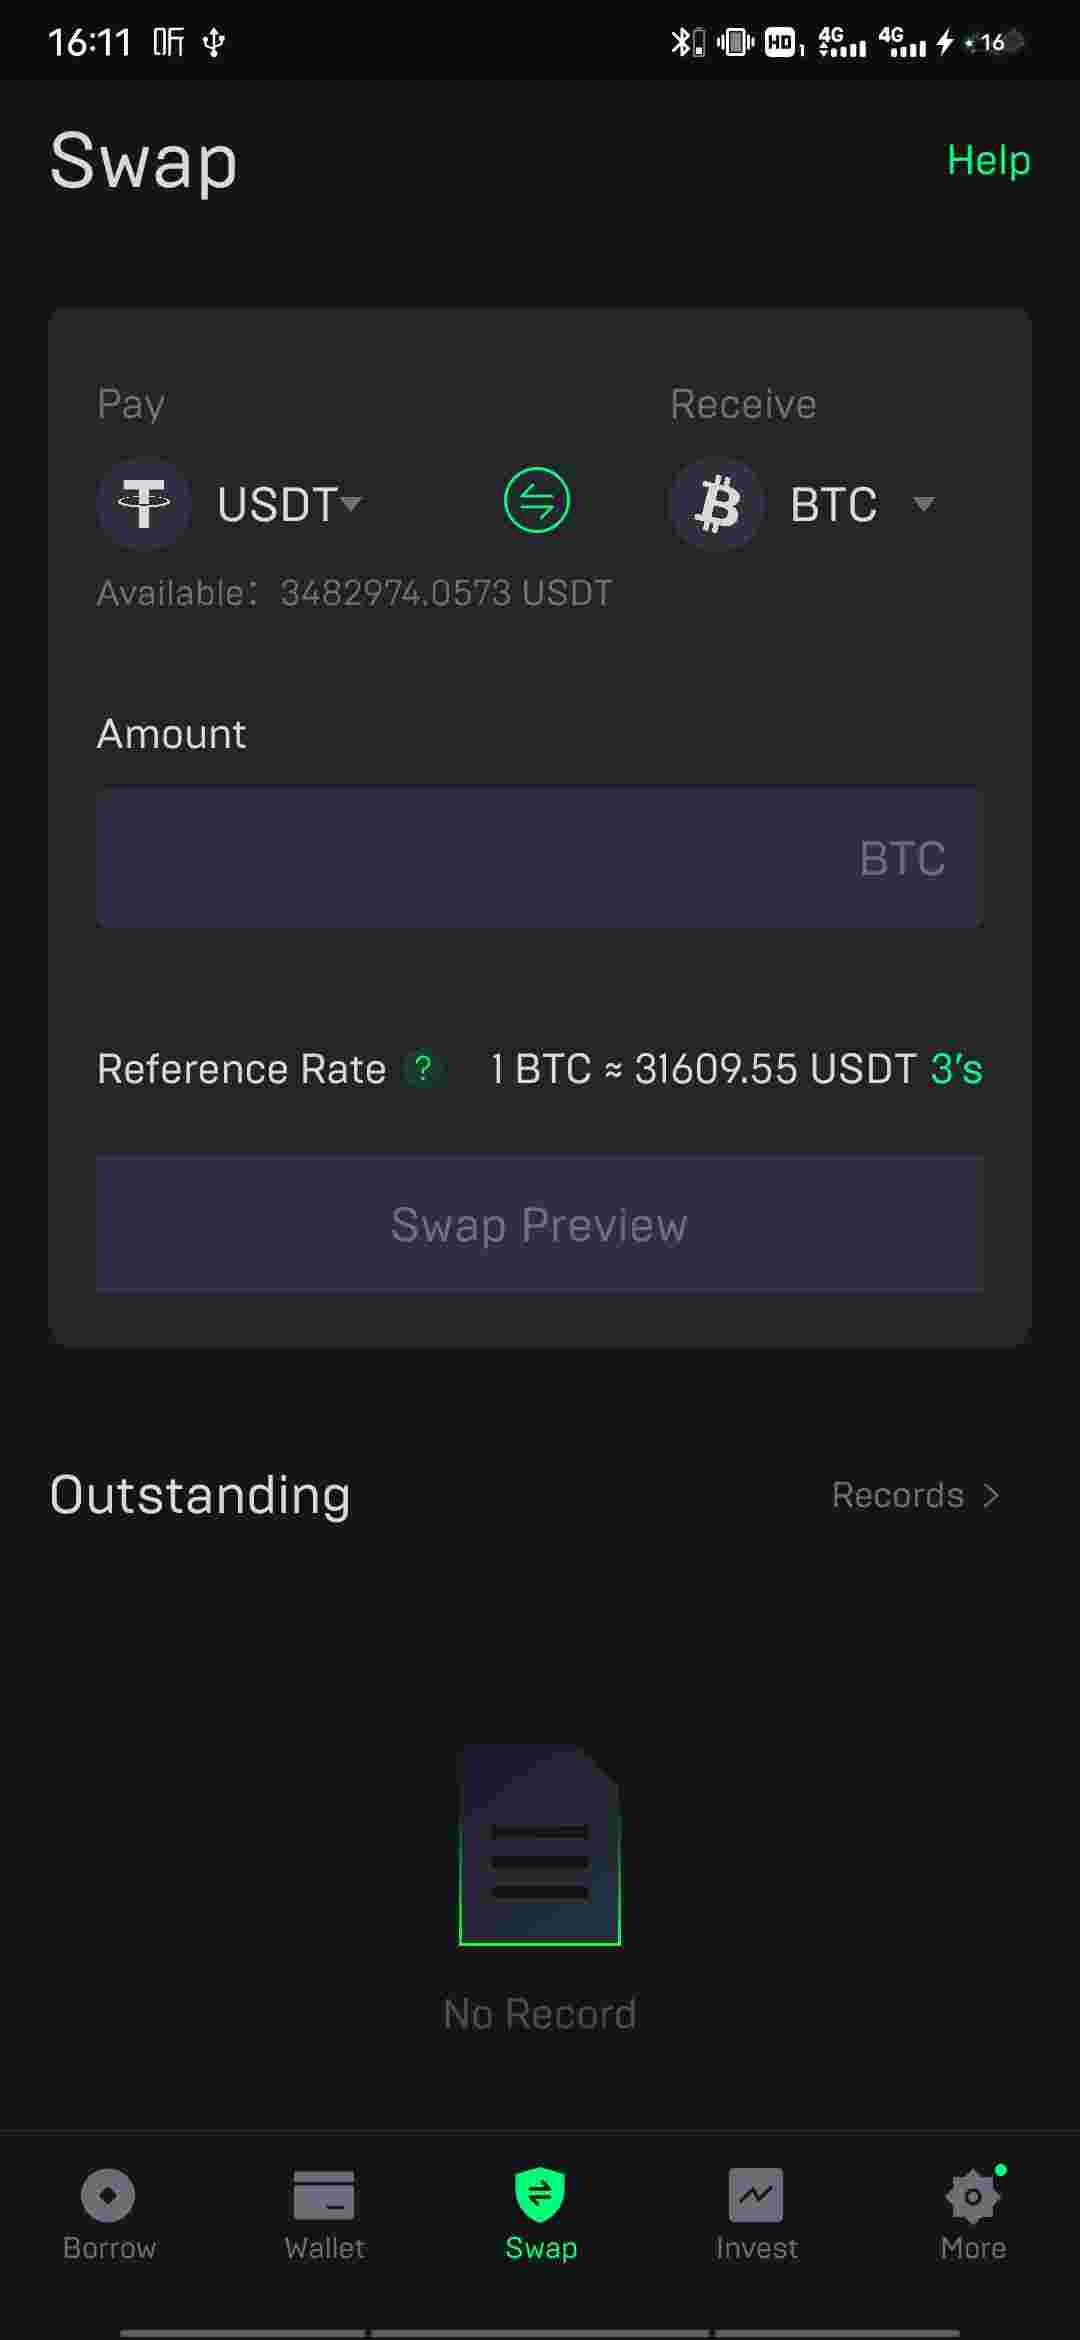 16:11
HD 1 4G 4G 16
Swap
Help
Pay
Receive
USDT
BTC
Available: 3482974.0573 USDT
Amount
BTC
Reference Rate ? 1 BTC ≈ 31609.55 USDT 3's
Swap Preview
Outstanding
Records >
No Record
Borrow
Wallet
Swap
Invest
More